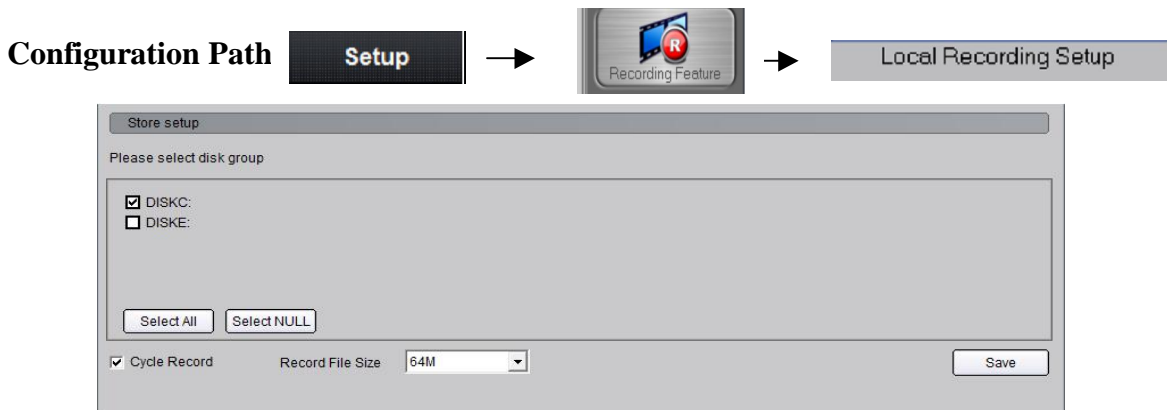 Configuration Path Setup Recording Feature Local Recording Setup
Store setup
Please select disk group
DISKC:
DISKE:
Select All Select NULL
Cycle Record Record File Size 64M Save